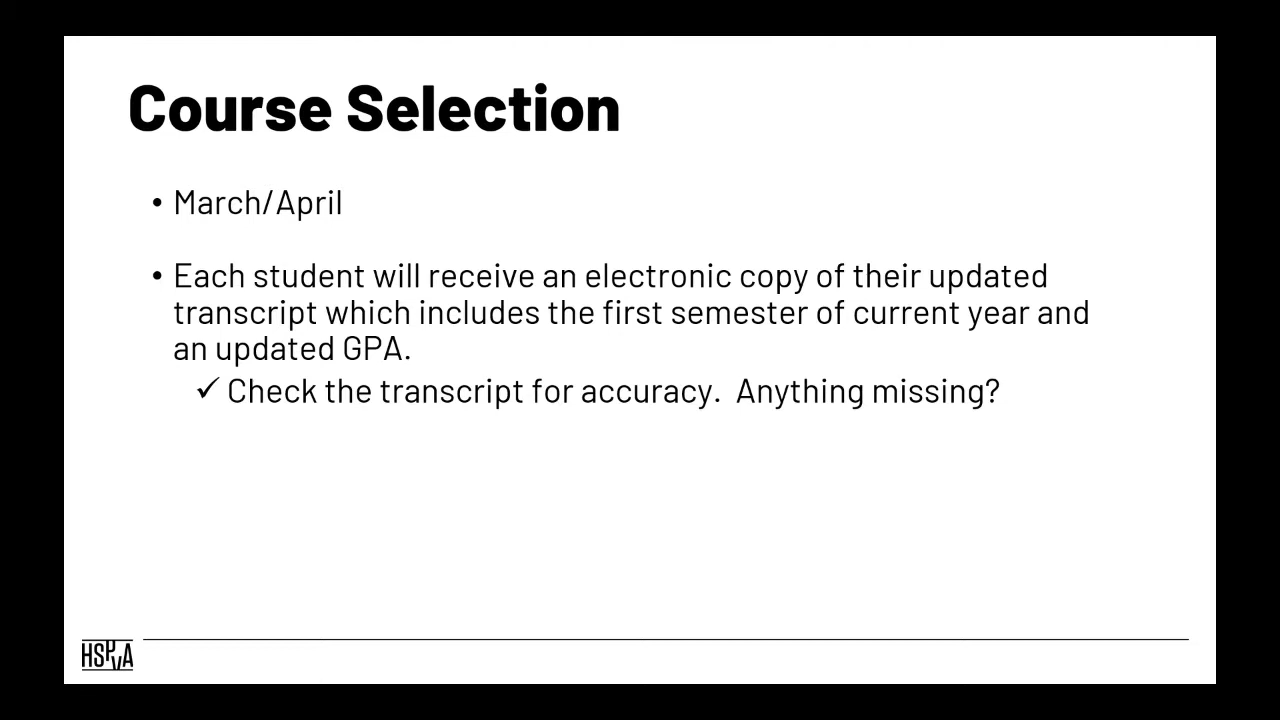 Course Selection
• March/April
• Each student will receive an electronic copy of their updated
transcript which includes the first semester of current year and
an updated GPA.
✓ Check the transcript for accuracy.  Anything missing?
HSPVA